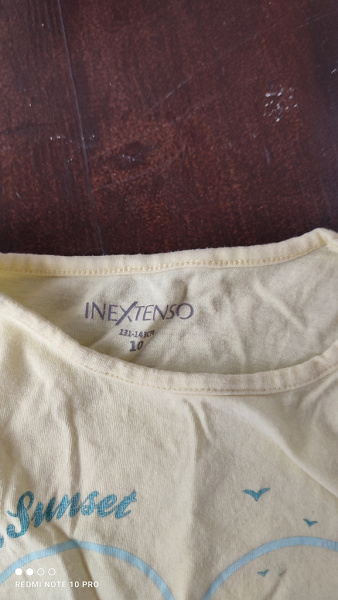 INEXTENSO
10
Sunset
REDMI NOTE 10 PRO